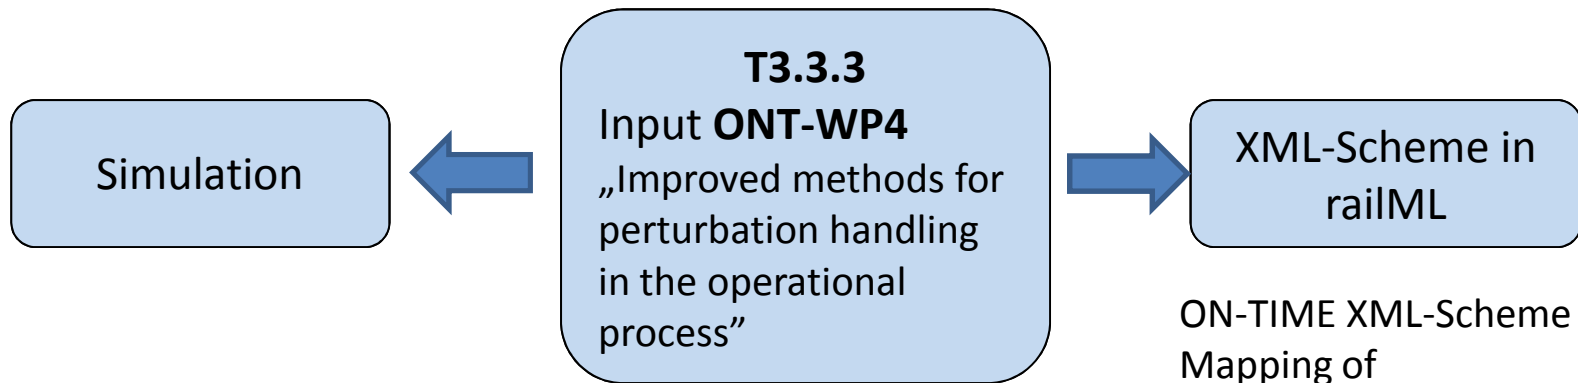 Simulation
T3.3.3
Input ONT-WP4
„Improved methods for
perturbation handling
in the operational
process”
XML-Scheme in
railML
ON-TIME XML-Scheme
Mapping of